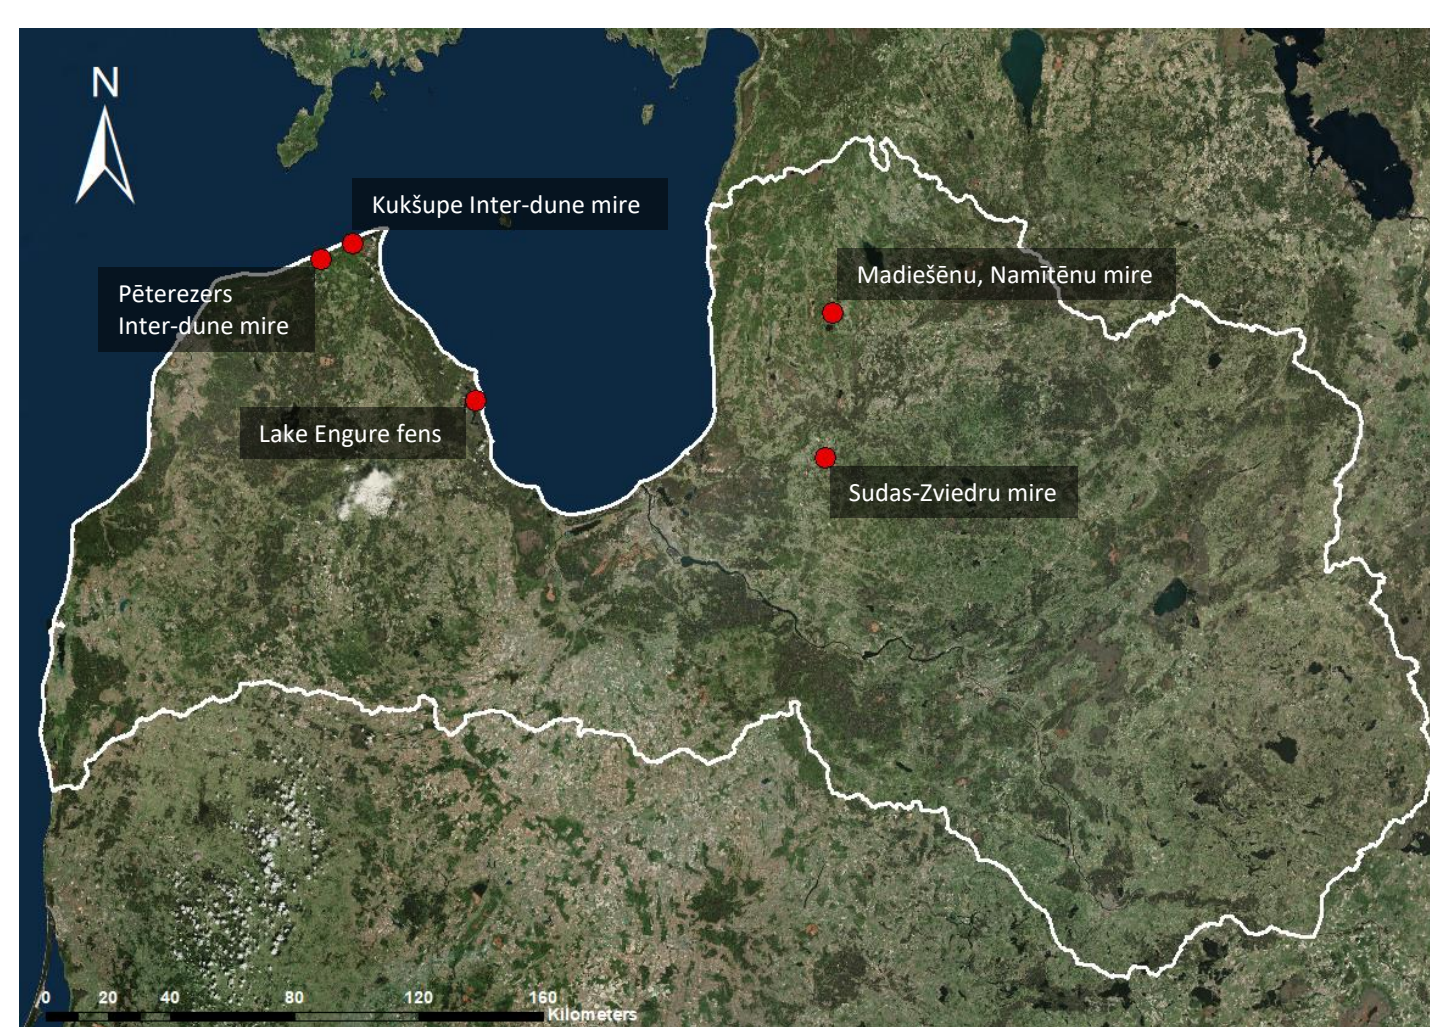 N
Kukšupe Inter-dune mire
Madiešēnu, Namītēnu mire
Pēterezers
Inter-dune mire
Lake Engure fens
Sudas-Zviedru mire
0 20 40 80 120 160
Kilometers